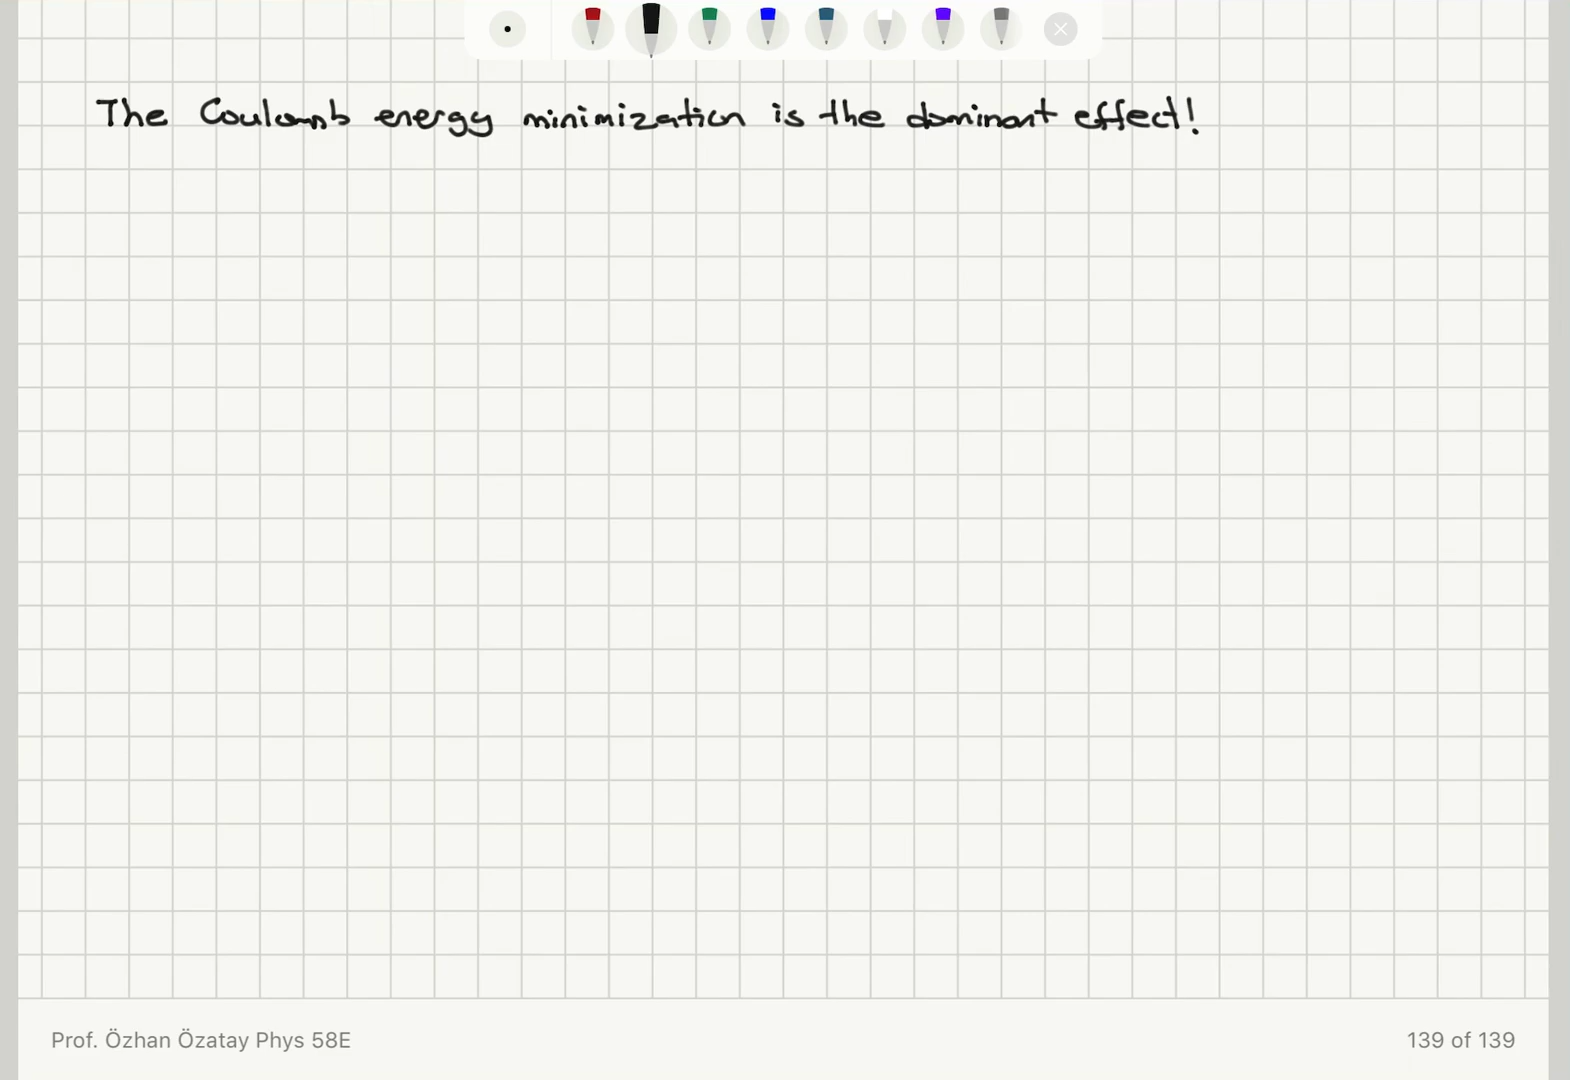 The Coulomb energy minimization is the dominant effect!
Prof. Özhan Özatay Phys 58E
139 of 139